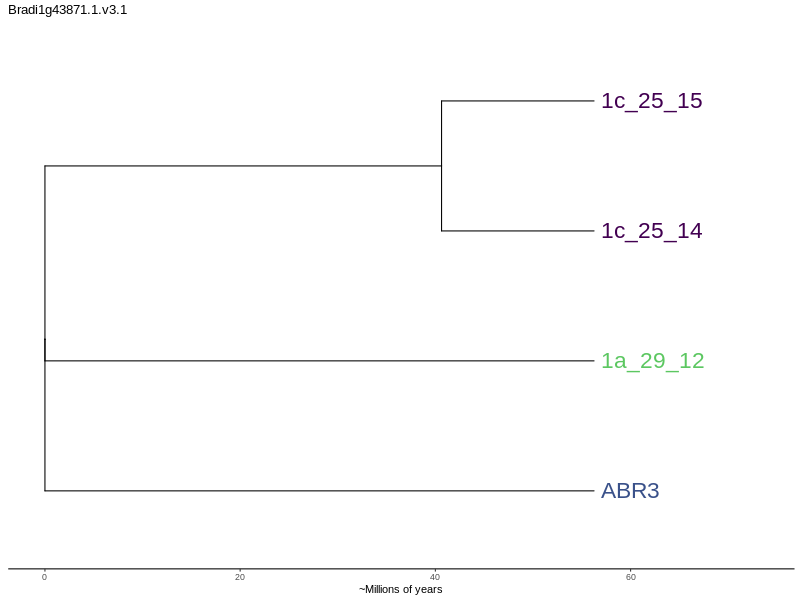 Bradi1g43871.1.v3.1
1c_25_15
1c_25_14
1a_29_12
ABR3
0 20 40 60
~Millions of years